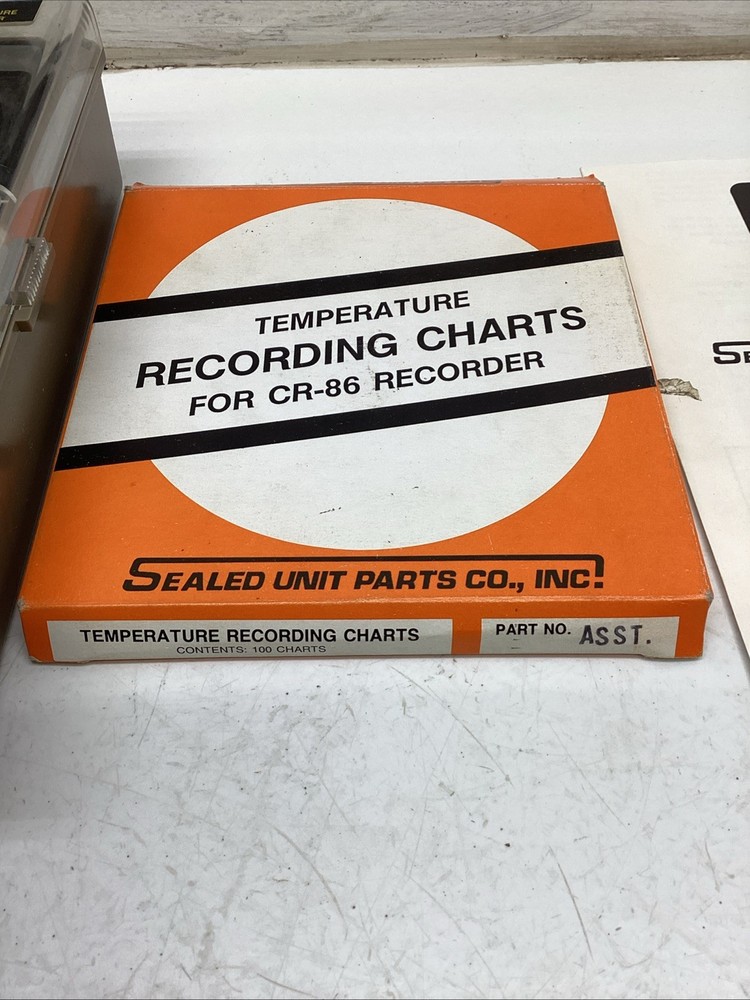 TEMPERATURE
RECORDING CHARTS
FOR CR-86 RECORDER
SEALED UNIT PARTS CO., INC.
TEMPERATURE RECORDING CHARTS
CONTENTS: 100 CHARTS
PART NO. ASST.